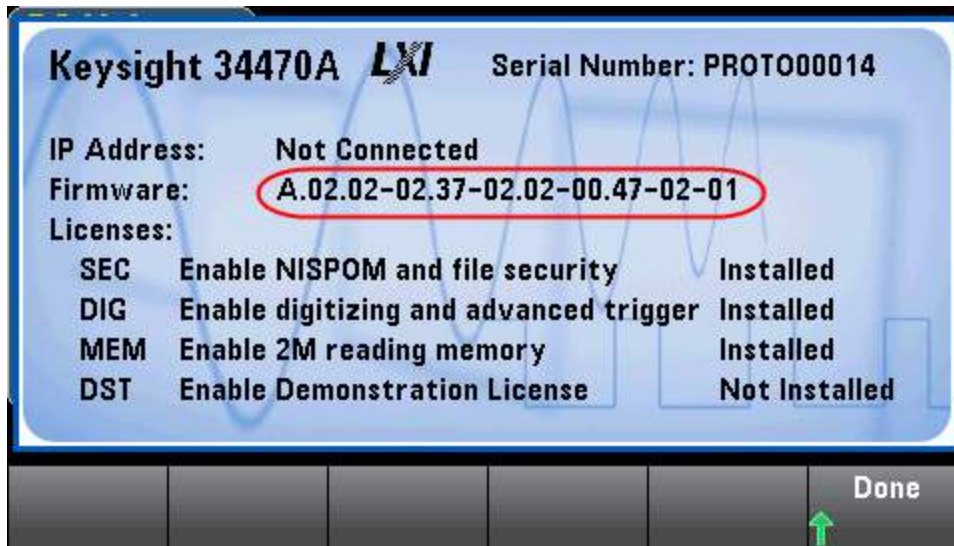 Keysight 34470A LXI Serial Number: PROTO00014
IP Address: Not Connected
Firmware: A.02.02-02.37-02.02-00.47-02-01
Licenses:
SEC Enable NISPOM and file security Installed
DIG Enable digitizing and advanced trigger Installed
MEM Enable 2M reading memory Installed
DST Enable Demonstration License Not Installed
Done